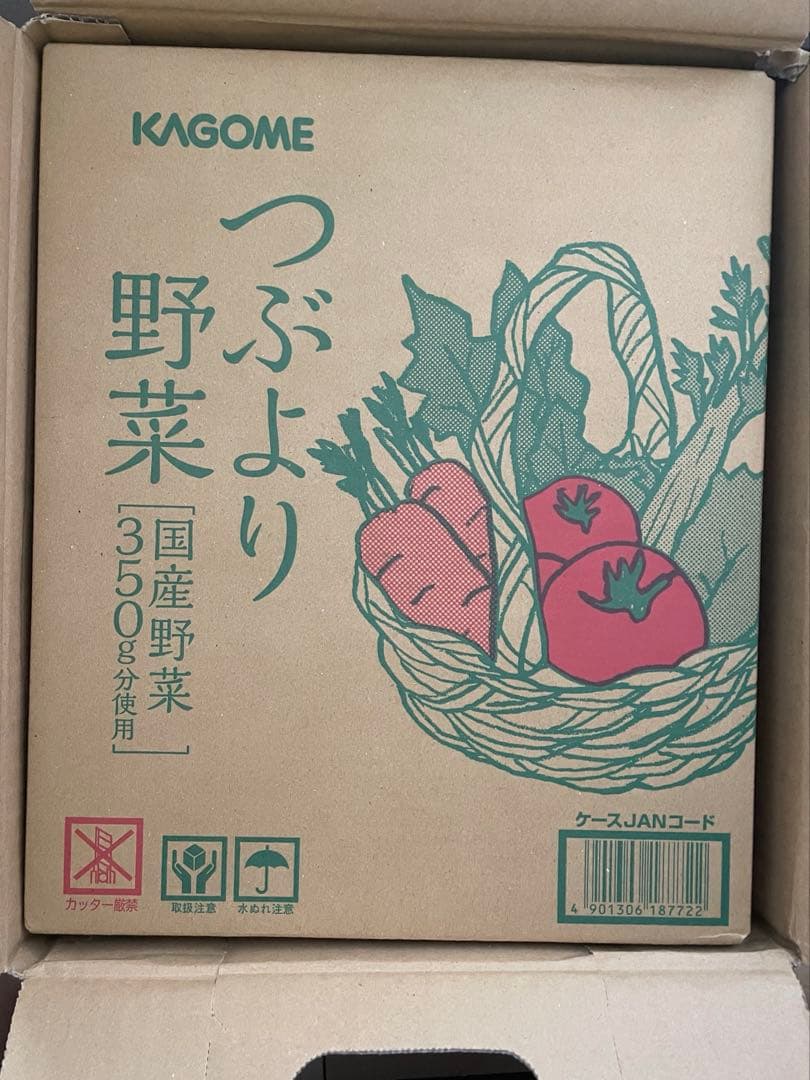 KAGOME
つぶより
野菜
[国産野菜
350g分使用]
カッター厳禁
取扱注意
水ぬれ注意
ケースJANコード
4 901306 187722